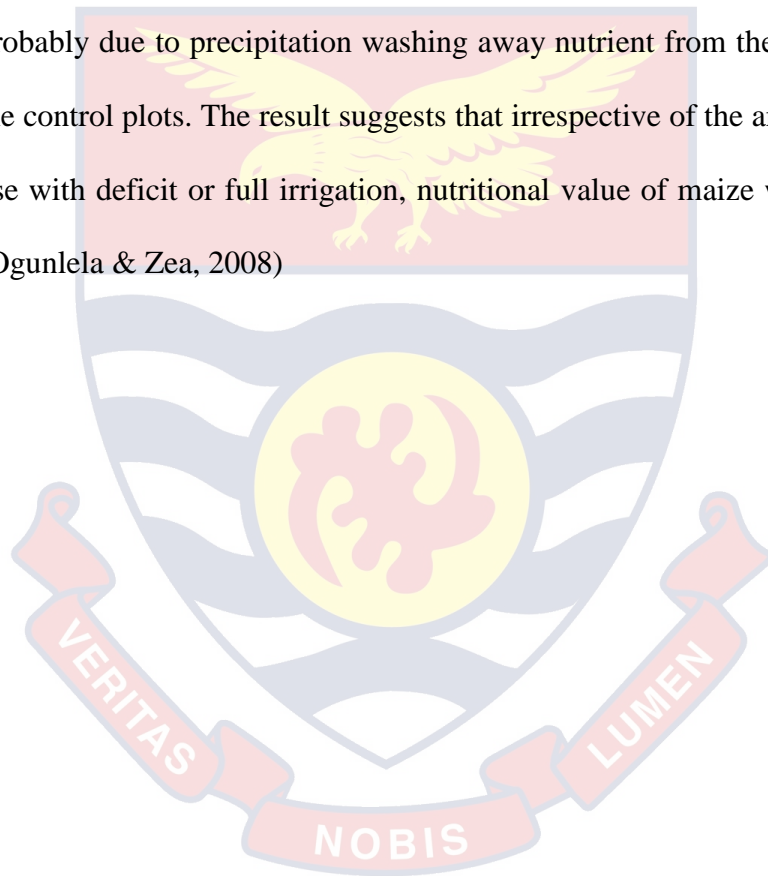 robably due to precipitation washing away nutrient from the
e control plots. The result suggests that irrespective of the a
se with deficit or full irrigation, nutritional value of maize
Ogunlela & Zea, 2008)
VERITAS
NOBIS
LUMEN